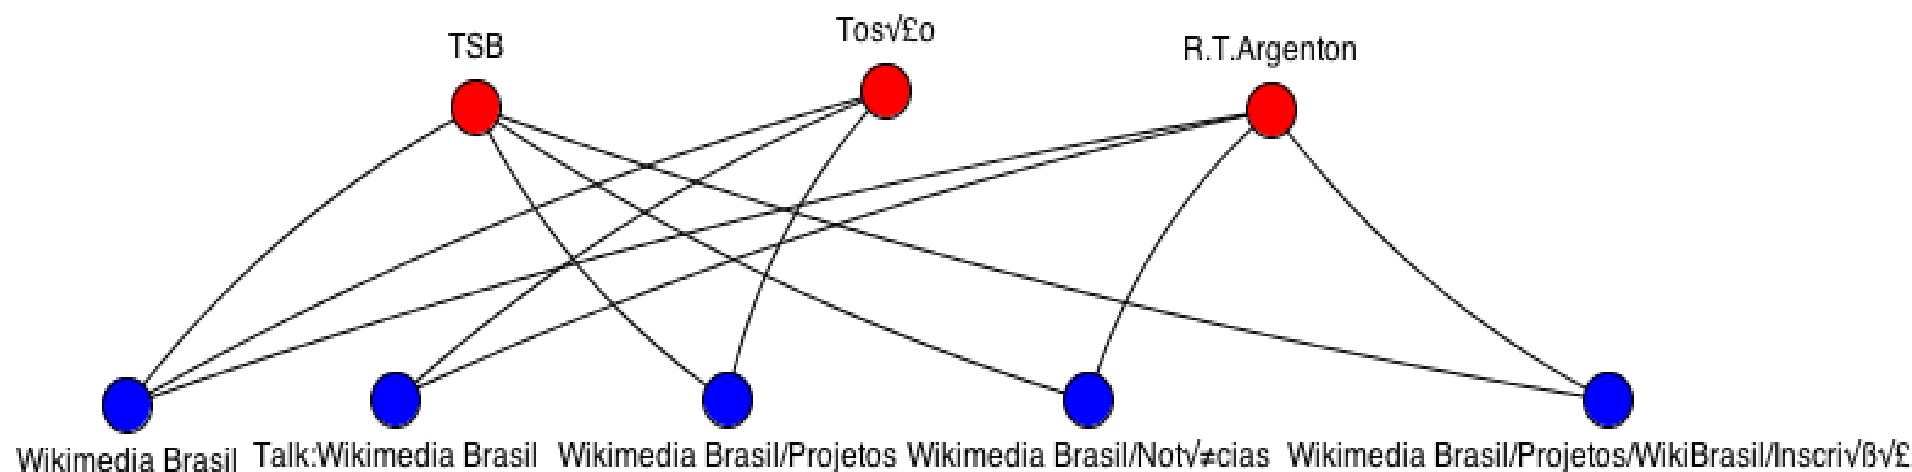 TSB
Tos√£o
R.T.Argenton
Wikimedia Brasil
Talk:Wikimedia Brasil
Wikimedia Brasil/Projetos
Wikimedia Brasil/Not√≠cias
Wikimedia Brasil/Projetos/WikiBrasil/Inscri√ß√£